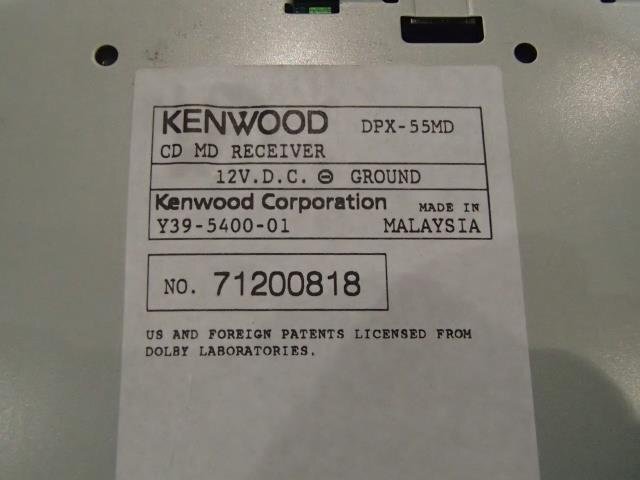 KENWOOD DPX-55MD
CD MD RECEIVER
12V.D.C. ⊖ GROUND
Kenwood Corporation MADE IN
Y39-5400-01 MALAYSIA
NO. 71200818
US AND FOREIGN PATENTS LICENSED FROM
DOLBY LABORATORIES.